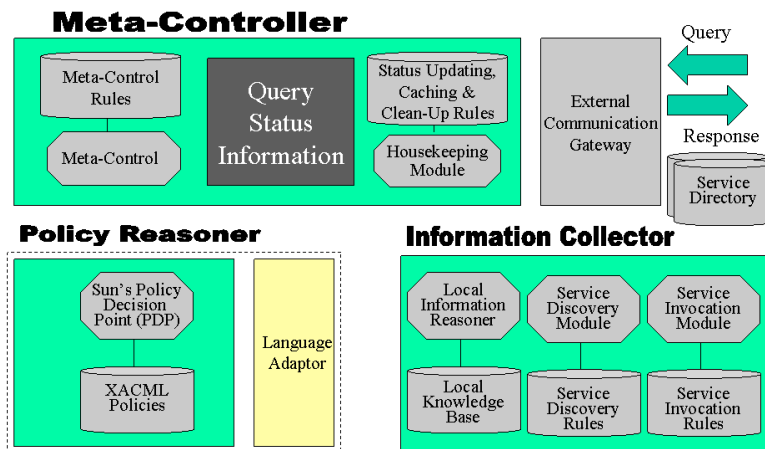 Meta-Controller
Meta-Control
Rules
Meta-Control
Query
Status
Information
Status Updating,
Caching &
Clean-Up Rules
Housekeeping
Module
External
Communication
Gateway
Query
Response
Service
Directory
Policy Reasoner
Sun's Policy
Decision
Point (PDP)
XACML
Policies
Language
Adaptor
Information Collector
Local
Information
Reasoner
Service
Discovery
Module
Service
Invocation
Module
Local
Knowledge
Base
Service
Discovery
Rules
Service
Invocation
Rules